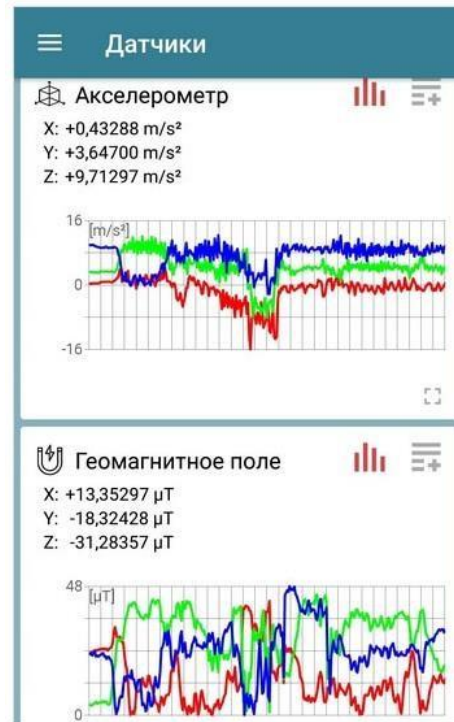 Датчики
Акселерометр
X: +0,43288 m/s²
Y: +3,64700 m/s²
Z: +9,71297 m/s²
16
[m/s²]
0
-16
Геомагнитное поле
X: +13,35297 µT
Y: -18,32428 µT
Z: -31,28357 µT
48
[µT]
0